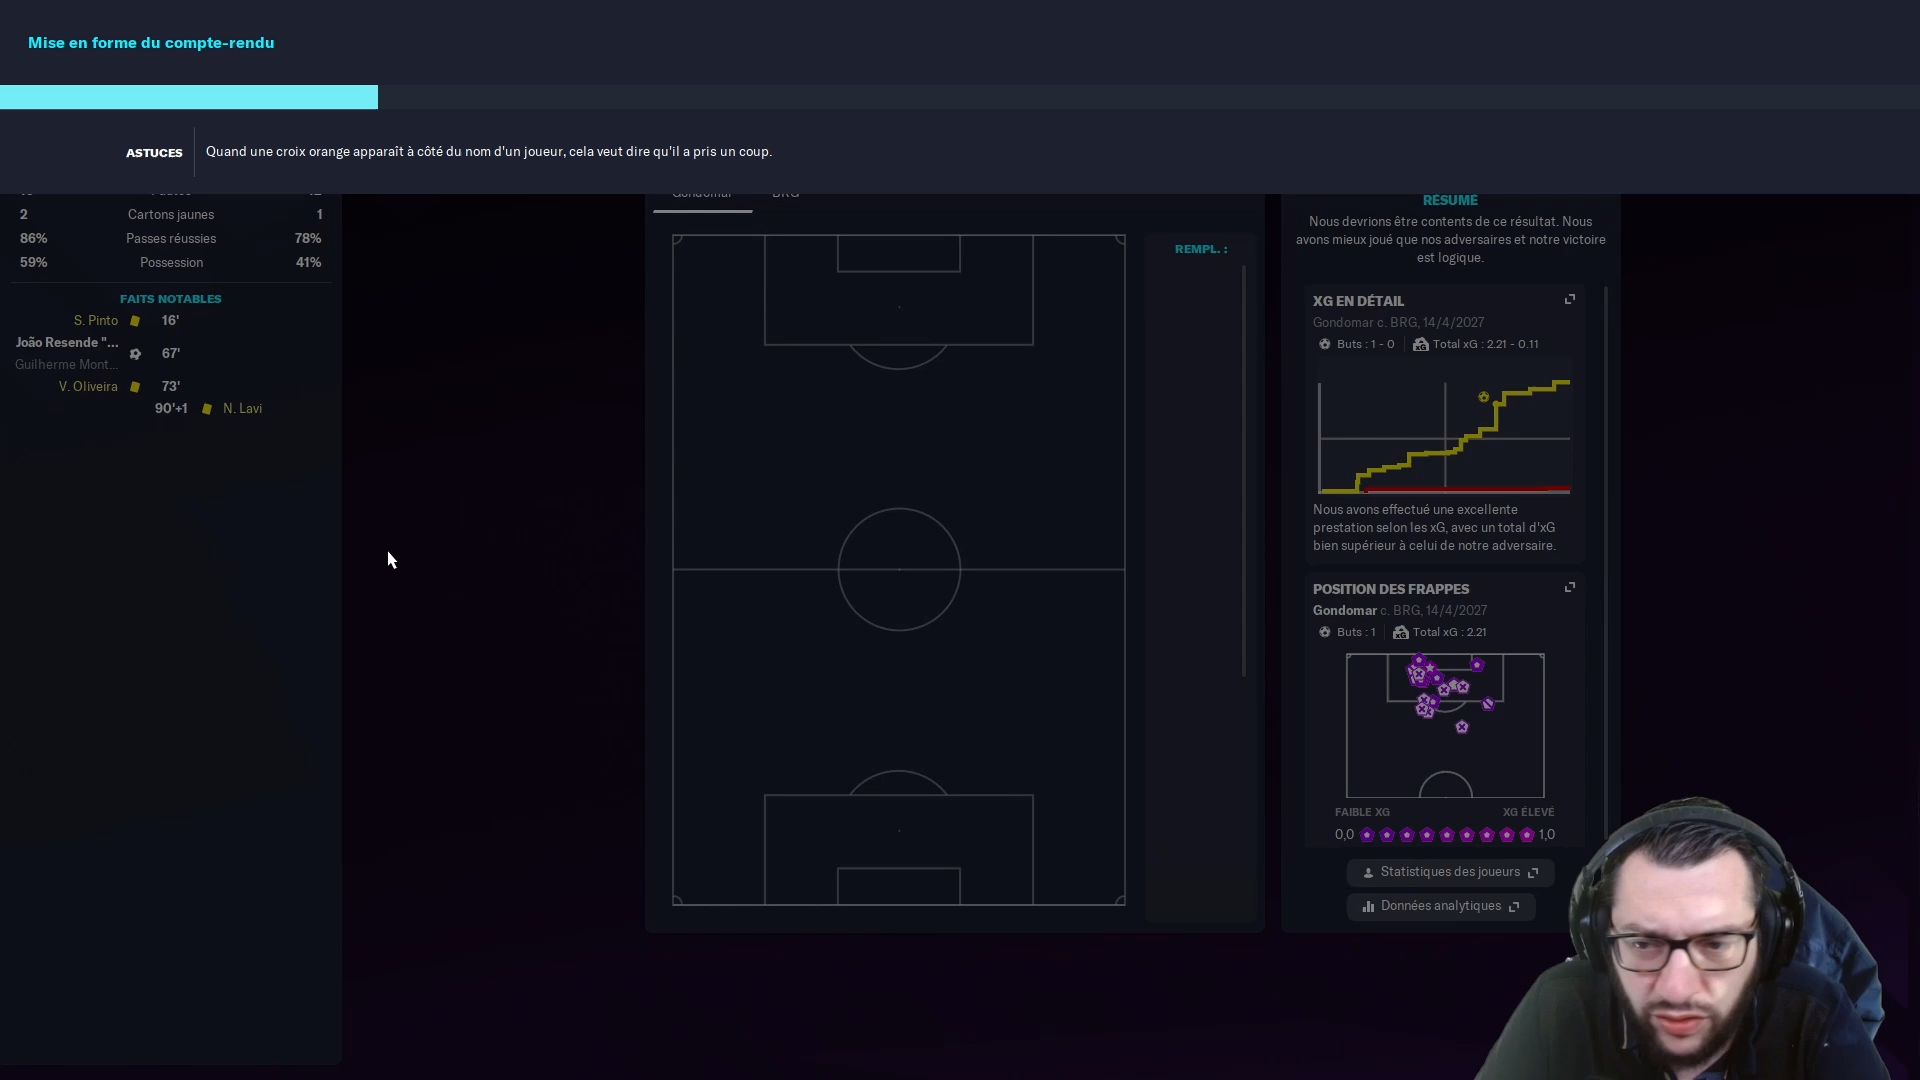 Mise en forme du compte-rendu
ASTUCES
Quand une croix orange apparaît à côté du nom d'un joueur, cela veut dire qu'il a pris un coup.
2 Cartons jaunes 1
86% Passes réussies 78%
59% Possession 41%
FAITS NOTABLES
S. Pinto 16'
João Resende "...
Guilherme Mont...
67'
V. Oliveira 73'
90'+1 N. Lavi
Gondomar BRG
REMPL. :
RÉSUMÉ
Nous devrions être contents de ce résultat. Nous
avons mieux joué que nos adversaires et notre victoire
est logique.
XG EN DÉTAIL
Gondomar c. BRG, 14/4/2027
Buts : 1 - 0 xG Total xG : 2.21 - 0.11
Nous avons effectué une excellente
prestation selon les xG, avec un total d'xG
bien supérieur à celui de notre adversaire.
POSITION DES FRAPPES
Gondomar c. BRG, 14/4/2027
Buts : 1 xG Total xG : 2.21
FAIBLE XG XG ÉLEVÉ
0,0 1,0
Statistiques des joueurs
Données analytiques